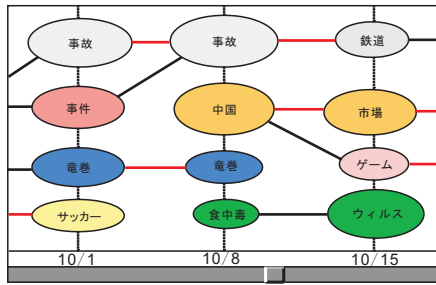 事故 事故 鉄道
事件 中国 市場
竜巻 竜巻 ゲーム
サッカー 食中毒 ウィルス
10/1 10/8 10/15